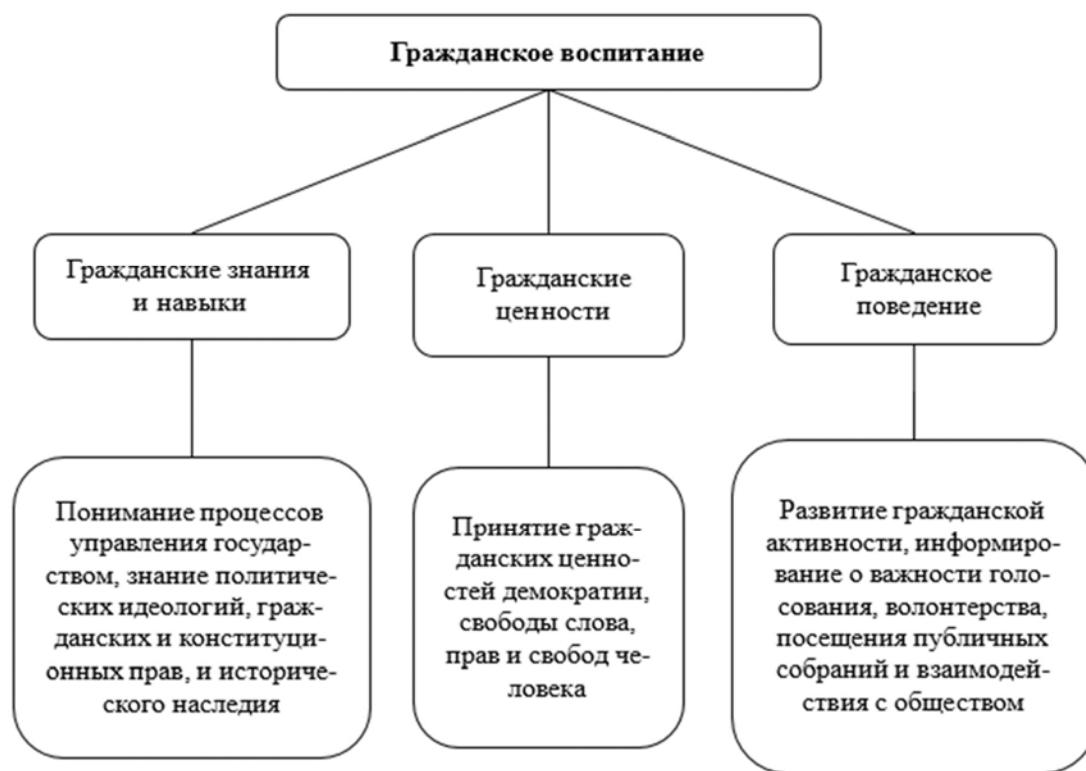 Гражданское воспитание
Гражданские знания
и навыки
Гражданские
ценности
Гражданское
поведение
Понимание процессов
управления государ-
ством, знание политиче-
ских идеологий, граж-
данских и конституци-
онных прав, и историче-
ского наследия
Принятие граж-
данских ценно-
стей демократии,
свободы слова,
прав и свобод че-
ловека
Развитие гражданской
активности, информиро-
вание о важности голо-
сования, волонтерства,
посещения публичных
собраний и взаимодей-
ствия с обществом